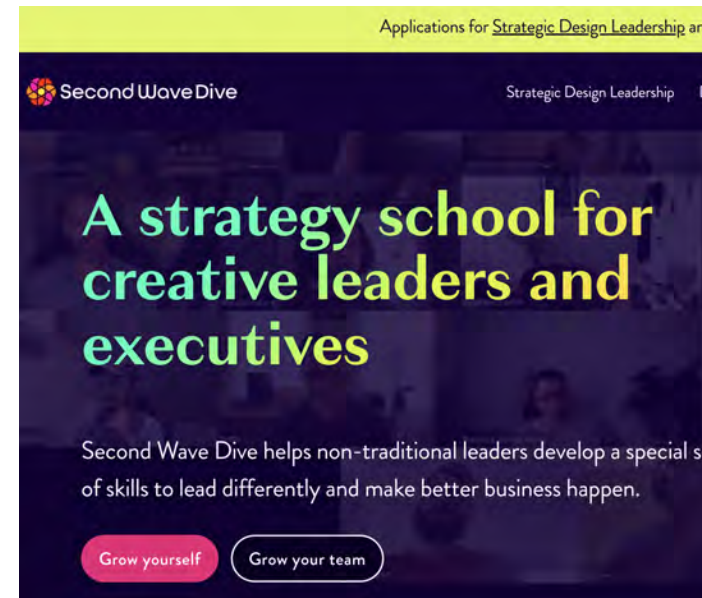 Applications for Strategic Design Leadership
Second Wave Dive
Strategic Design Leadership
A strategy school for
creative leaders and
executives
Second Wave Dive helps non-traditional leaders develop a special
of skills to lead differently and make better business happen.
Grow yourself
Grow your team